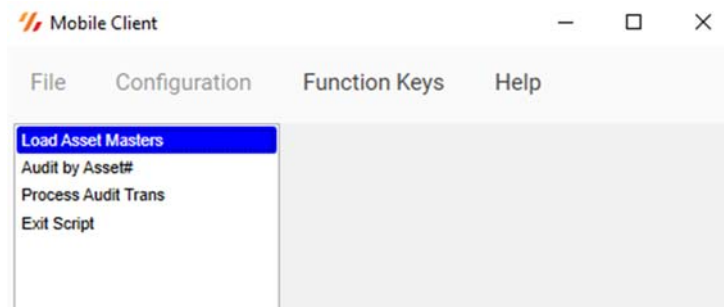 Mobile Client
File Configuration Function Keys Help
Load Asset Masters
Audit by Asset#
Process Audit Trans
Exit Script